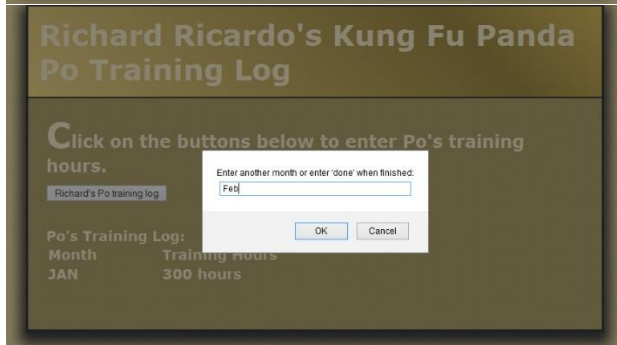 Richard Ricardo's Kung Fu Panda
Po Training Log
Click on the buttons below to enter Po's training
hours.
Enter another month or enter 'done' when finished:
Feb
Richard's Po training log
OK Cancel
Po's Training Log:
Month Training Hours
JAN 300 hours